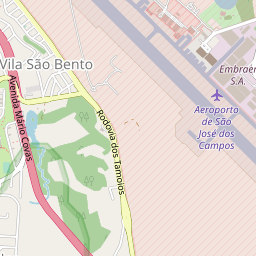 Embraer
S.A.
Vila São Bento
Aeroporto
de São
José dos
Campos
Avenida Mário Covas
Rodovia dos Tamoios